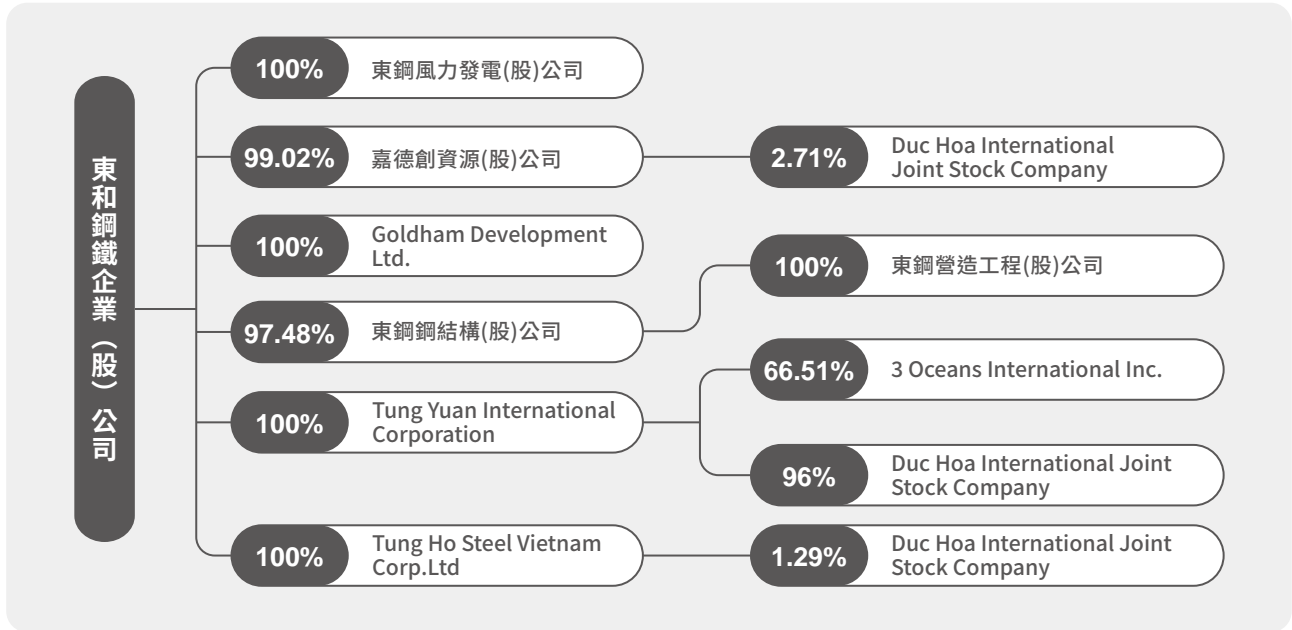 東和鋼鐵企業（股）公司
100%
東鋼風力發電(股)公司
99.02%
嘉德創資源(股)公司
2.71%
Duc Hoa International
Joint Stock Company
100%
Goldham Development
Ltd.
97.48%
東鋼鋼結構(股)公司
100%
東鋼營造工程(股)公司
100%
Tung Yuan International
Corporation
66.51%
3 Oceans International Inc.
96%
Duc Hoa International Joint
Stock Company
100%
Tung Ho Steel Vietnam
Corp.Ltd
1.29%
Duc Hoa International Joint
Stock Company